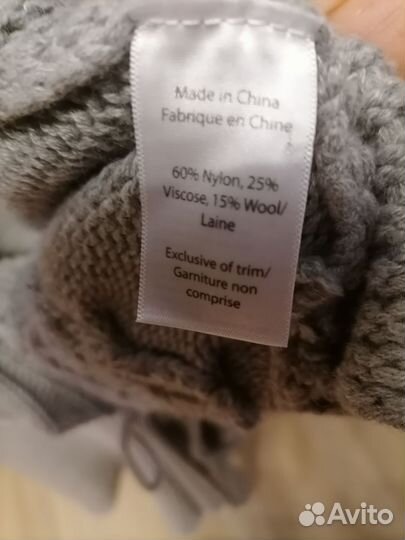 Made in China
Fabrique en Chine
60% Nylon, 25%
Viscose, 15% Wool/
Laine
Exclusive of trim/
Garniture non
comprise
Avito